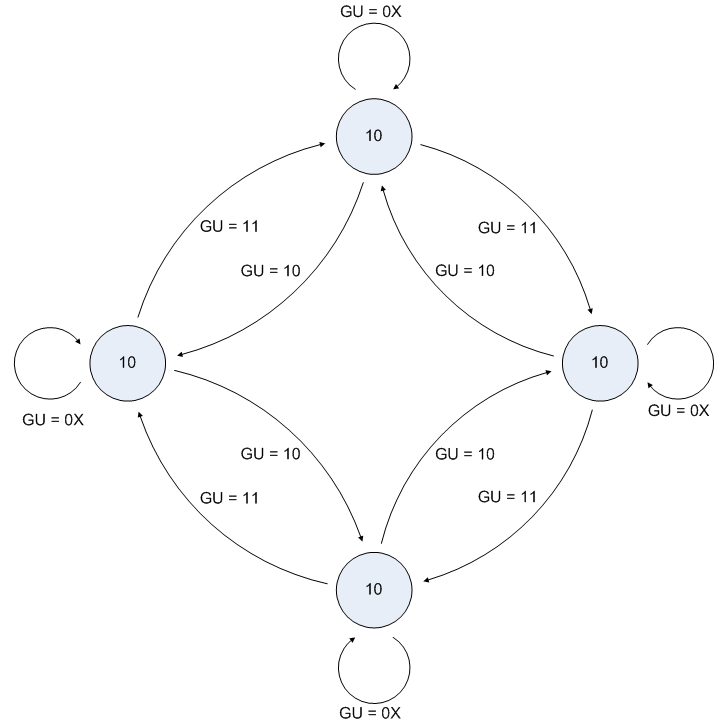 GU = 0X
10
GU = 11
GU = 11
GU = 10
GU = 10
10
10
GU = 0X
GU = 0X
GU = 10
GU = 10
GU = 11
GU = 11
10
GU = 0X